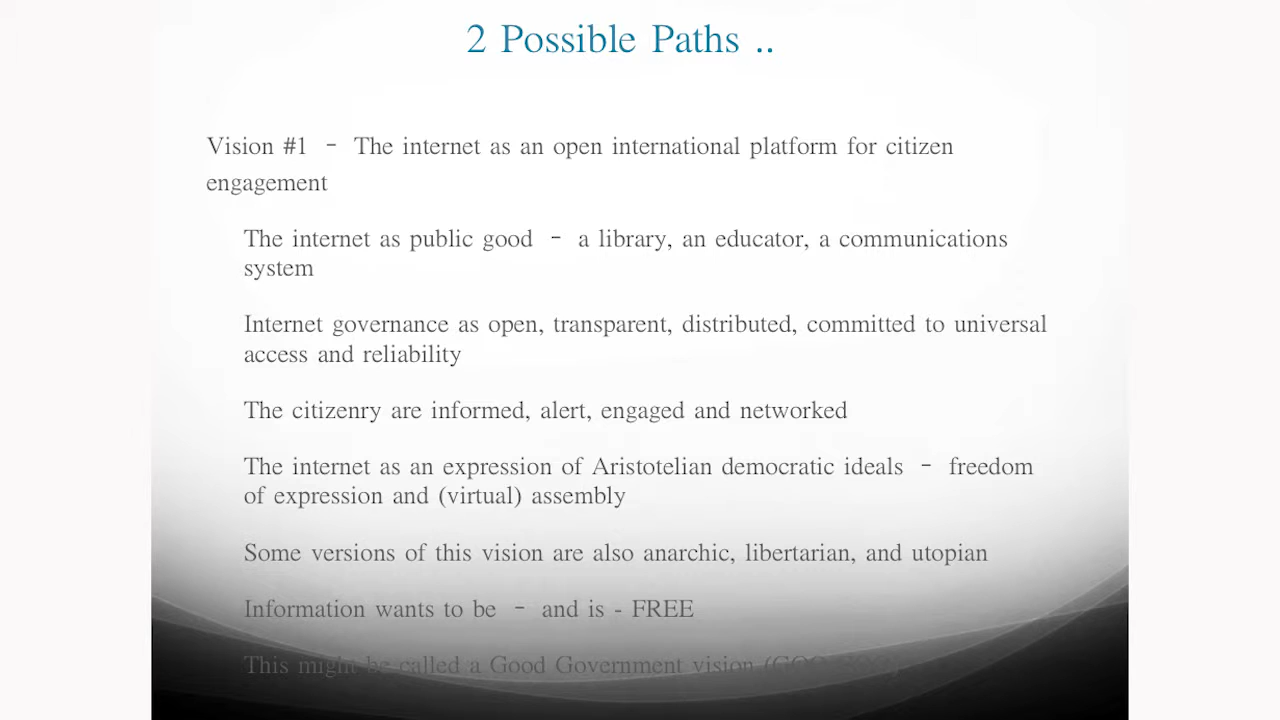 2 Possible Paths ..
Vision #1 – The internet as an open international platform for citizen
engagement
The internet as public good – a library, an educator, a communications
system
Internet governance as open, transparent, distributed, committed to universal
access and reliability
The citizenry are informed, alert, engaged and networked
The internet as an expression of Aristotelian democratic ideals – freedom
of expression and (virtual) assembly
Some versions of this vision are also anarchic, libertarian, and utopian
Information wants to be – and is - FREE
This might be called a Good Government vision